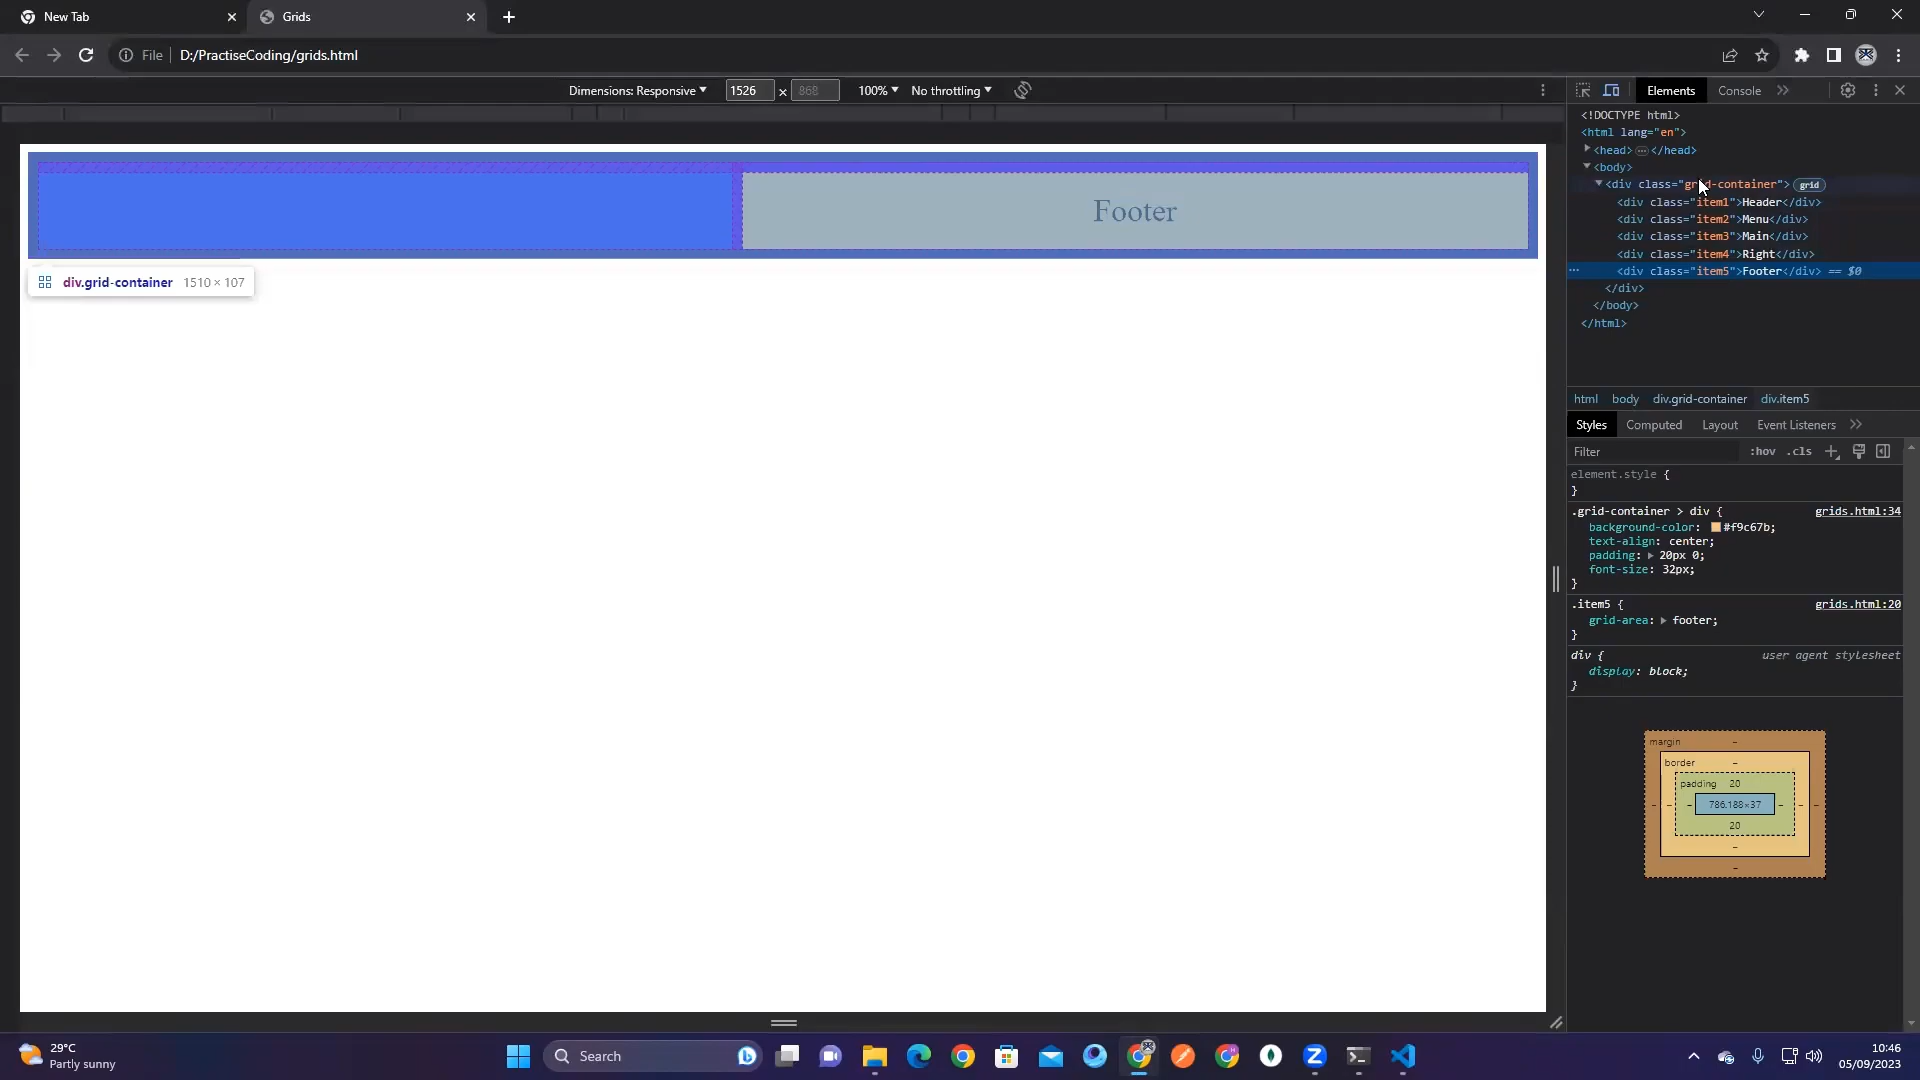 New Tab
Grids
File
D:/PractiseCoding/grids.html
Dimensions: Responsive
1526 × 868
100%
No throttling
Elements
Console
<!DOCTYPE html>
<html lang="en">
<head> ⋯ </head>
<body>
<div class="grid-container"> grid
<div class="item1">Header</div>
<div class="item2">Menu</div>
<div class="item3">Main</div>
<div class="item4">Right</div>
<div class="item5">Footer</div> == $0
</div>
</body>
</html>
Footer
div.grid-container 1510 × 107
html body div.grid-container div.item5
Styles Computed Layout Event Listeners
Filter
:hov .cls
element.style {
}
.grid-container > div { grids.html:34
background-color: #f9c67b;
text-align: center;
padding: 20px 0;
font-size: 32px;
}
.item5 { grids.html:20
grid-area: footer;
}
div { user agent stylesheet
display: block;
}
margin –
border –
padding 20
– – – 786.188×37 – – –
20
–
–
29°C
Partly sunny
Search
10:46
05/09/2023